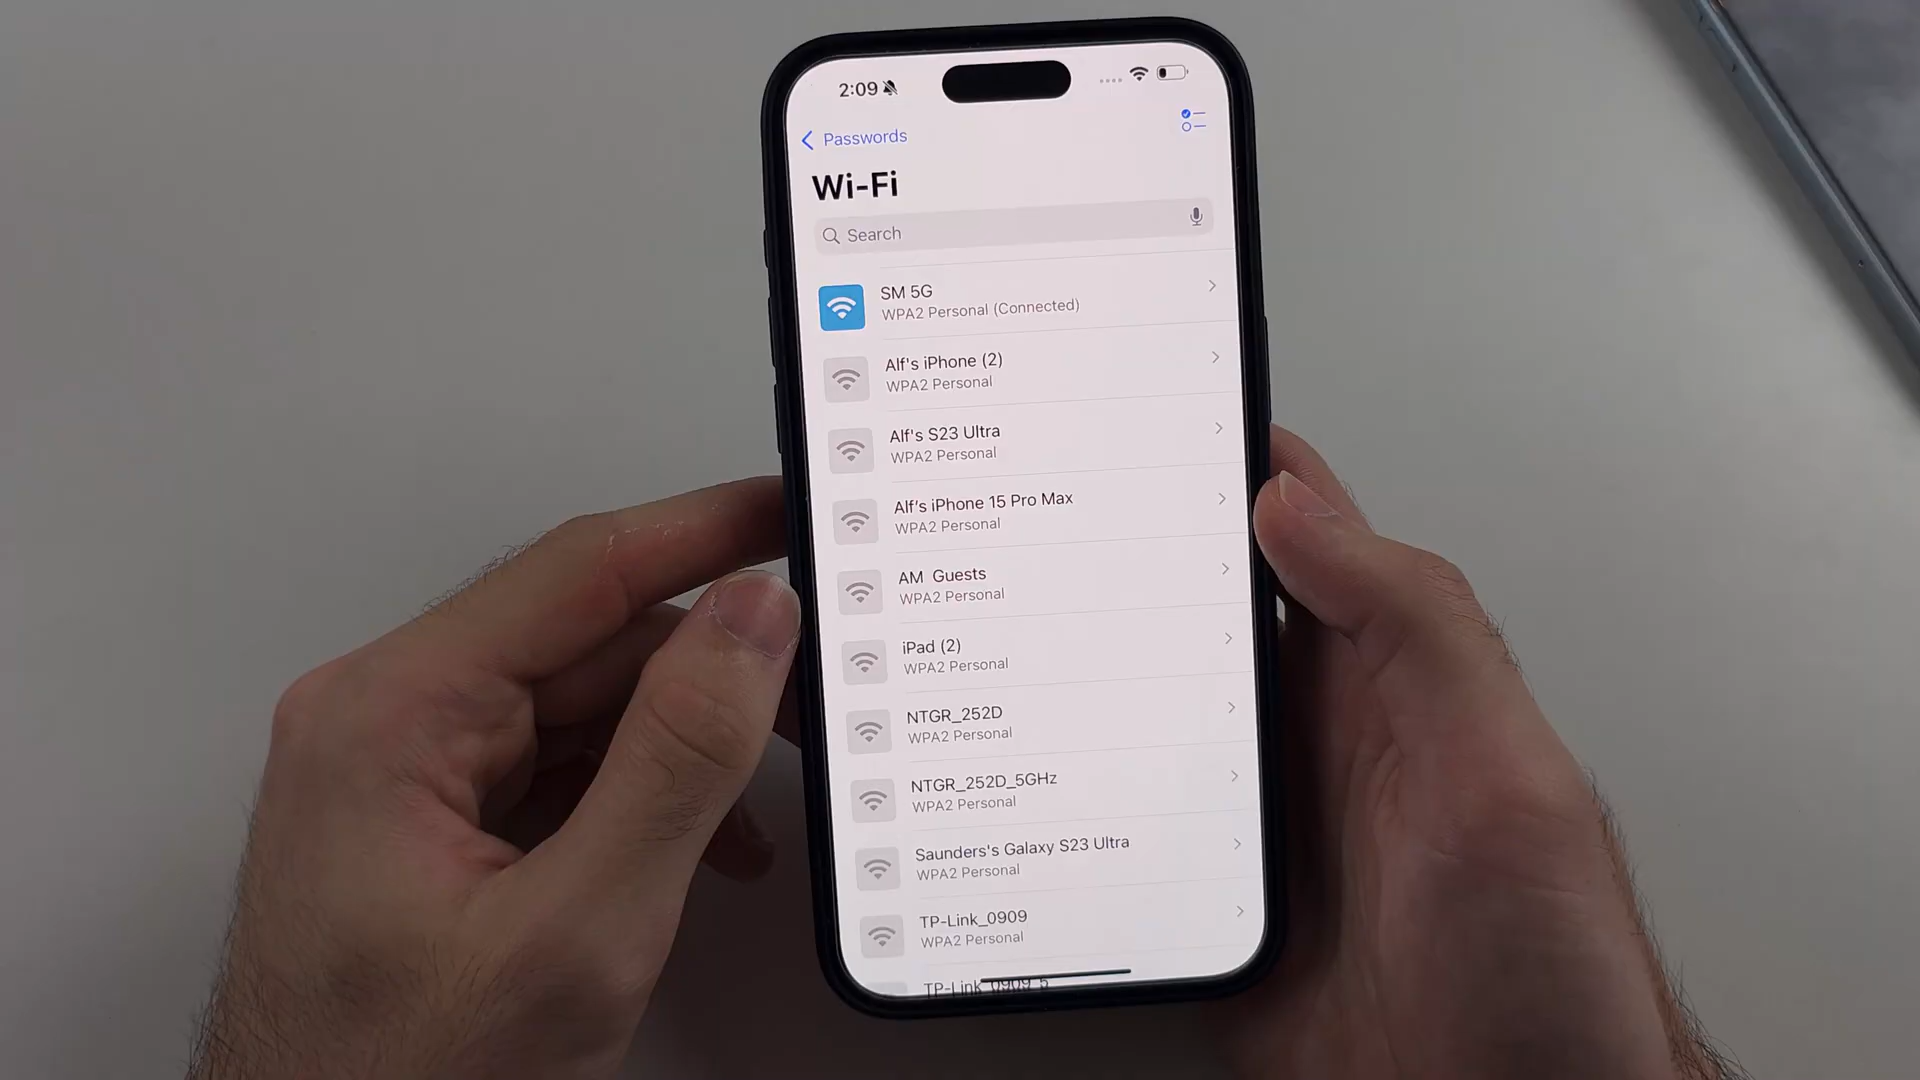 2:09
Passwords
Wi-Fi
Search
SM 5G
WPA2 Personal (Connected)
Alf's iPhone (2)
WPA2 Personal
Alf's S23 Ultra
WPA2 Personal
Alf's iPhone 15 Pro Max
WPA2 Personal
AM  Guests
WPA2 Personal
iPad (2)
WPA2 Personal
NTGR_252D
WPA2 Personal
NTGR_252D_5GHz
WPA2 Personal
Saunders's Galaxy S23 Ultra
WPA2 Personal
TP-Link_0909
WPA2 Personal
TP-Link_0909_5